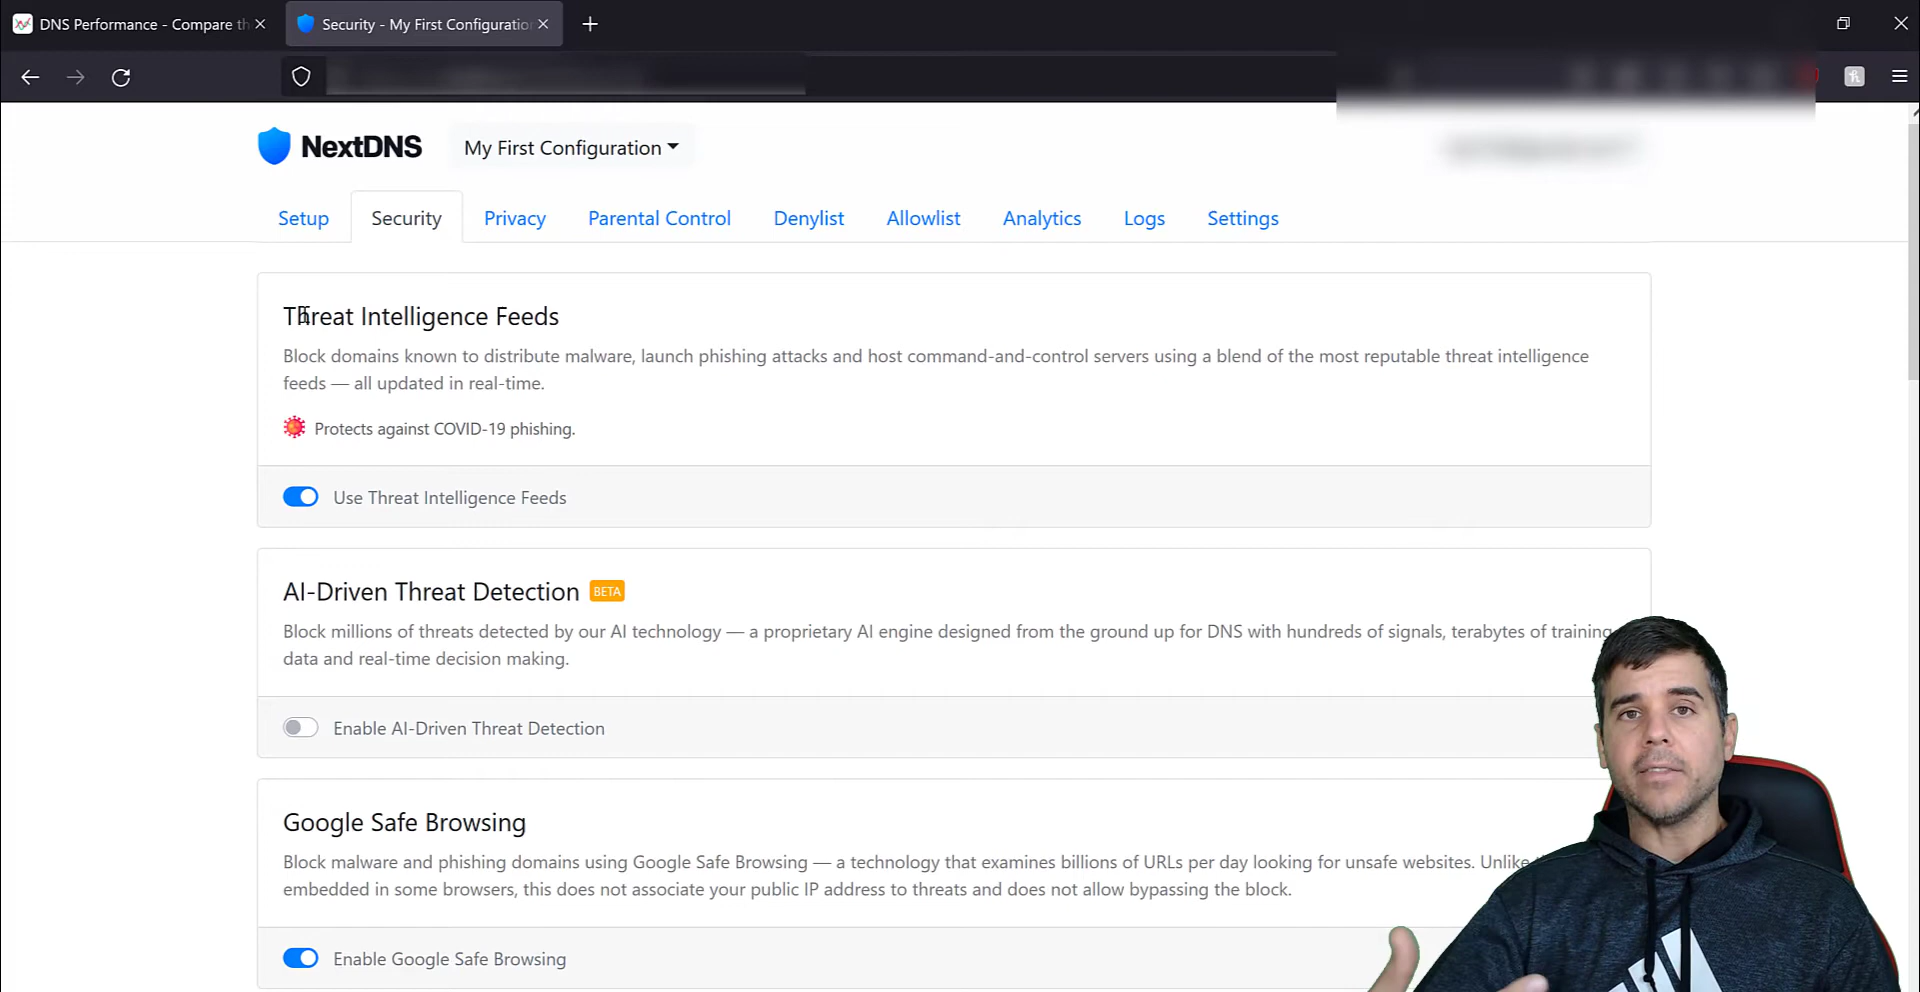 DNS Performance - Compare th
Security - My First Configuratio
NextDNS
My First Configuration
Setup
Security
Privacy
Parental Control
Denylist
Allowlist
Analytics
Logs
Settings
Threat Intelligence Feeds
Block domains known to distribute malware, launch phishing attacks and host command-and-control servers using a blend of the most reputable threat intelligence
feeds — all updated in real-time.
Protects against COVID-19 phishing.
Use Threat Intelligence Feeds
AI-Driven Threat Detection BETA
Block millions of threats detected by our AI technology — a proprietary AI engine designed from the ground up for DNS with hundreds of signals, terabytes of training
data and real-time decision making.
Enable AI-Driven Threat Detection
Google Safe Browsing
Block malware and phishing domains using Google Safe Browsing — a technology that examines billions of URLs per day looking for unsafe websites. Unlike
embedded in some browsers, this does not associate your public IP address to threats and does not allow bypassing the block.
Enable Google Safe Browsing